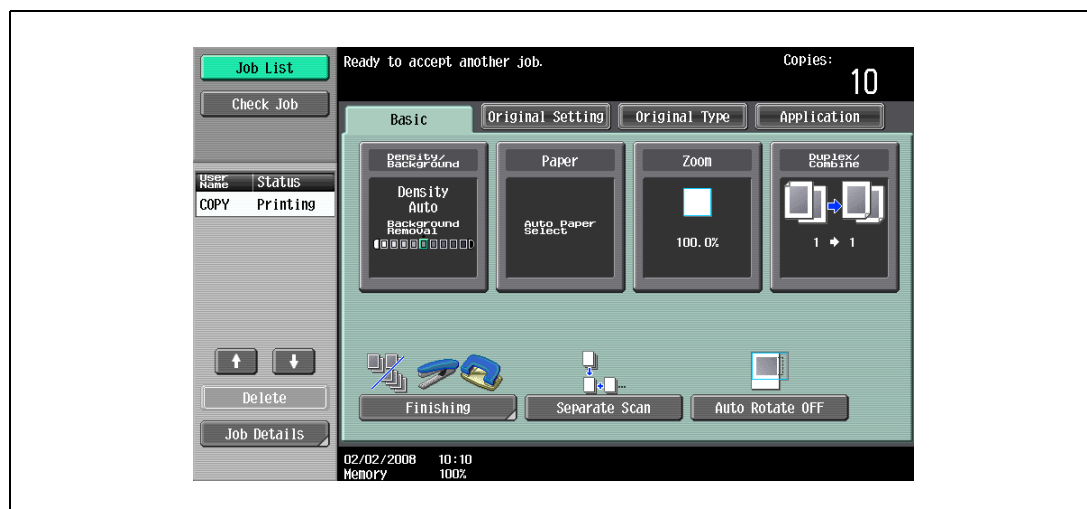 Job List
Check Job
User Name
Status
COPY
Printing
Delete
Job Details
Ready to accept another job.
Copies:
10
Basic
Original Setting
Original Type
Application
Density/
Background
Density
Auto
Background
Removal
Paper
Auto Paper
Select
Zoom
100.0%
Duplex/
Combine
1 → 1
Finishing
Separate Scan
Auto Rotate OFF
02/02/2008 10:10
Memory 100%